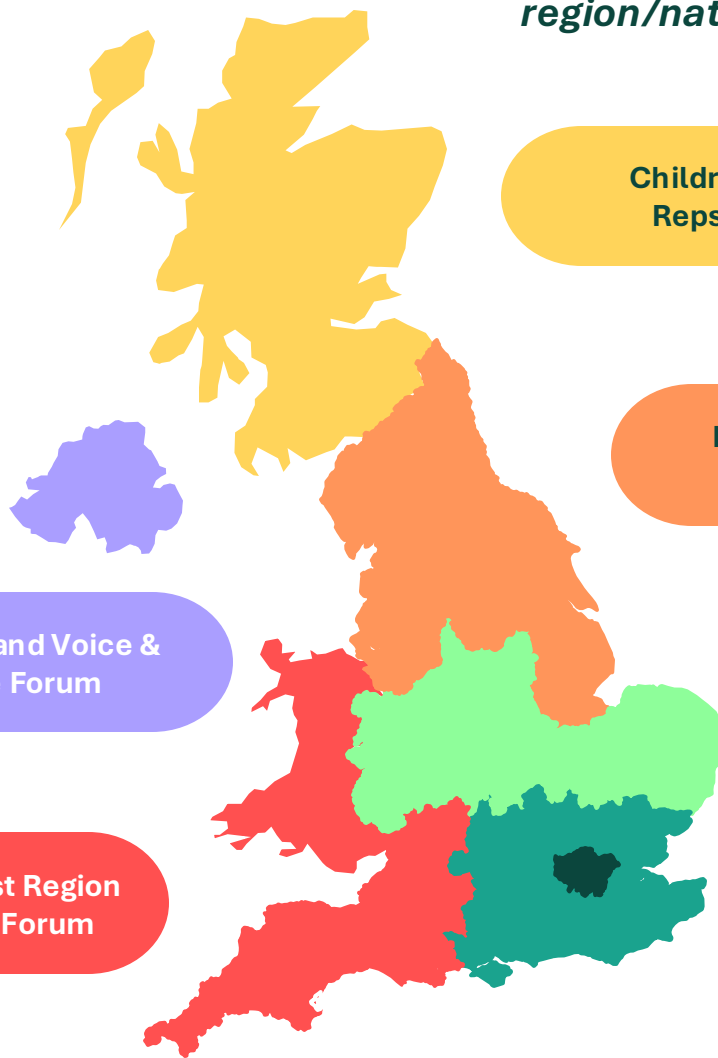 region/nat
Childr
Reps
and Voice &
Forum
st Region
Forum